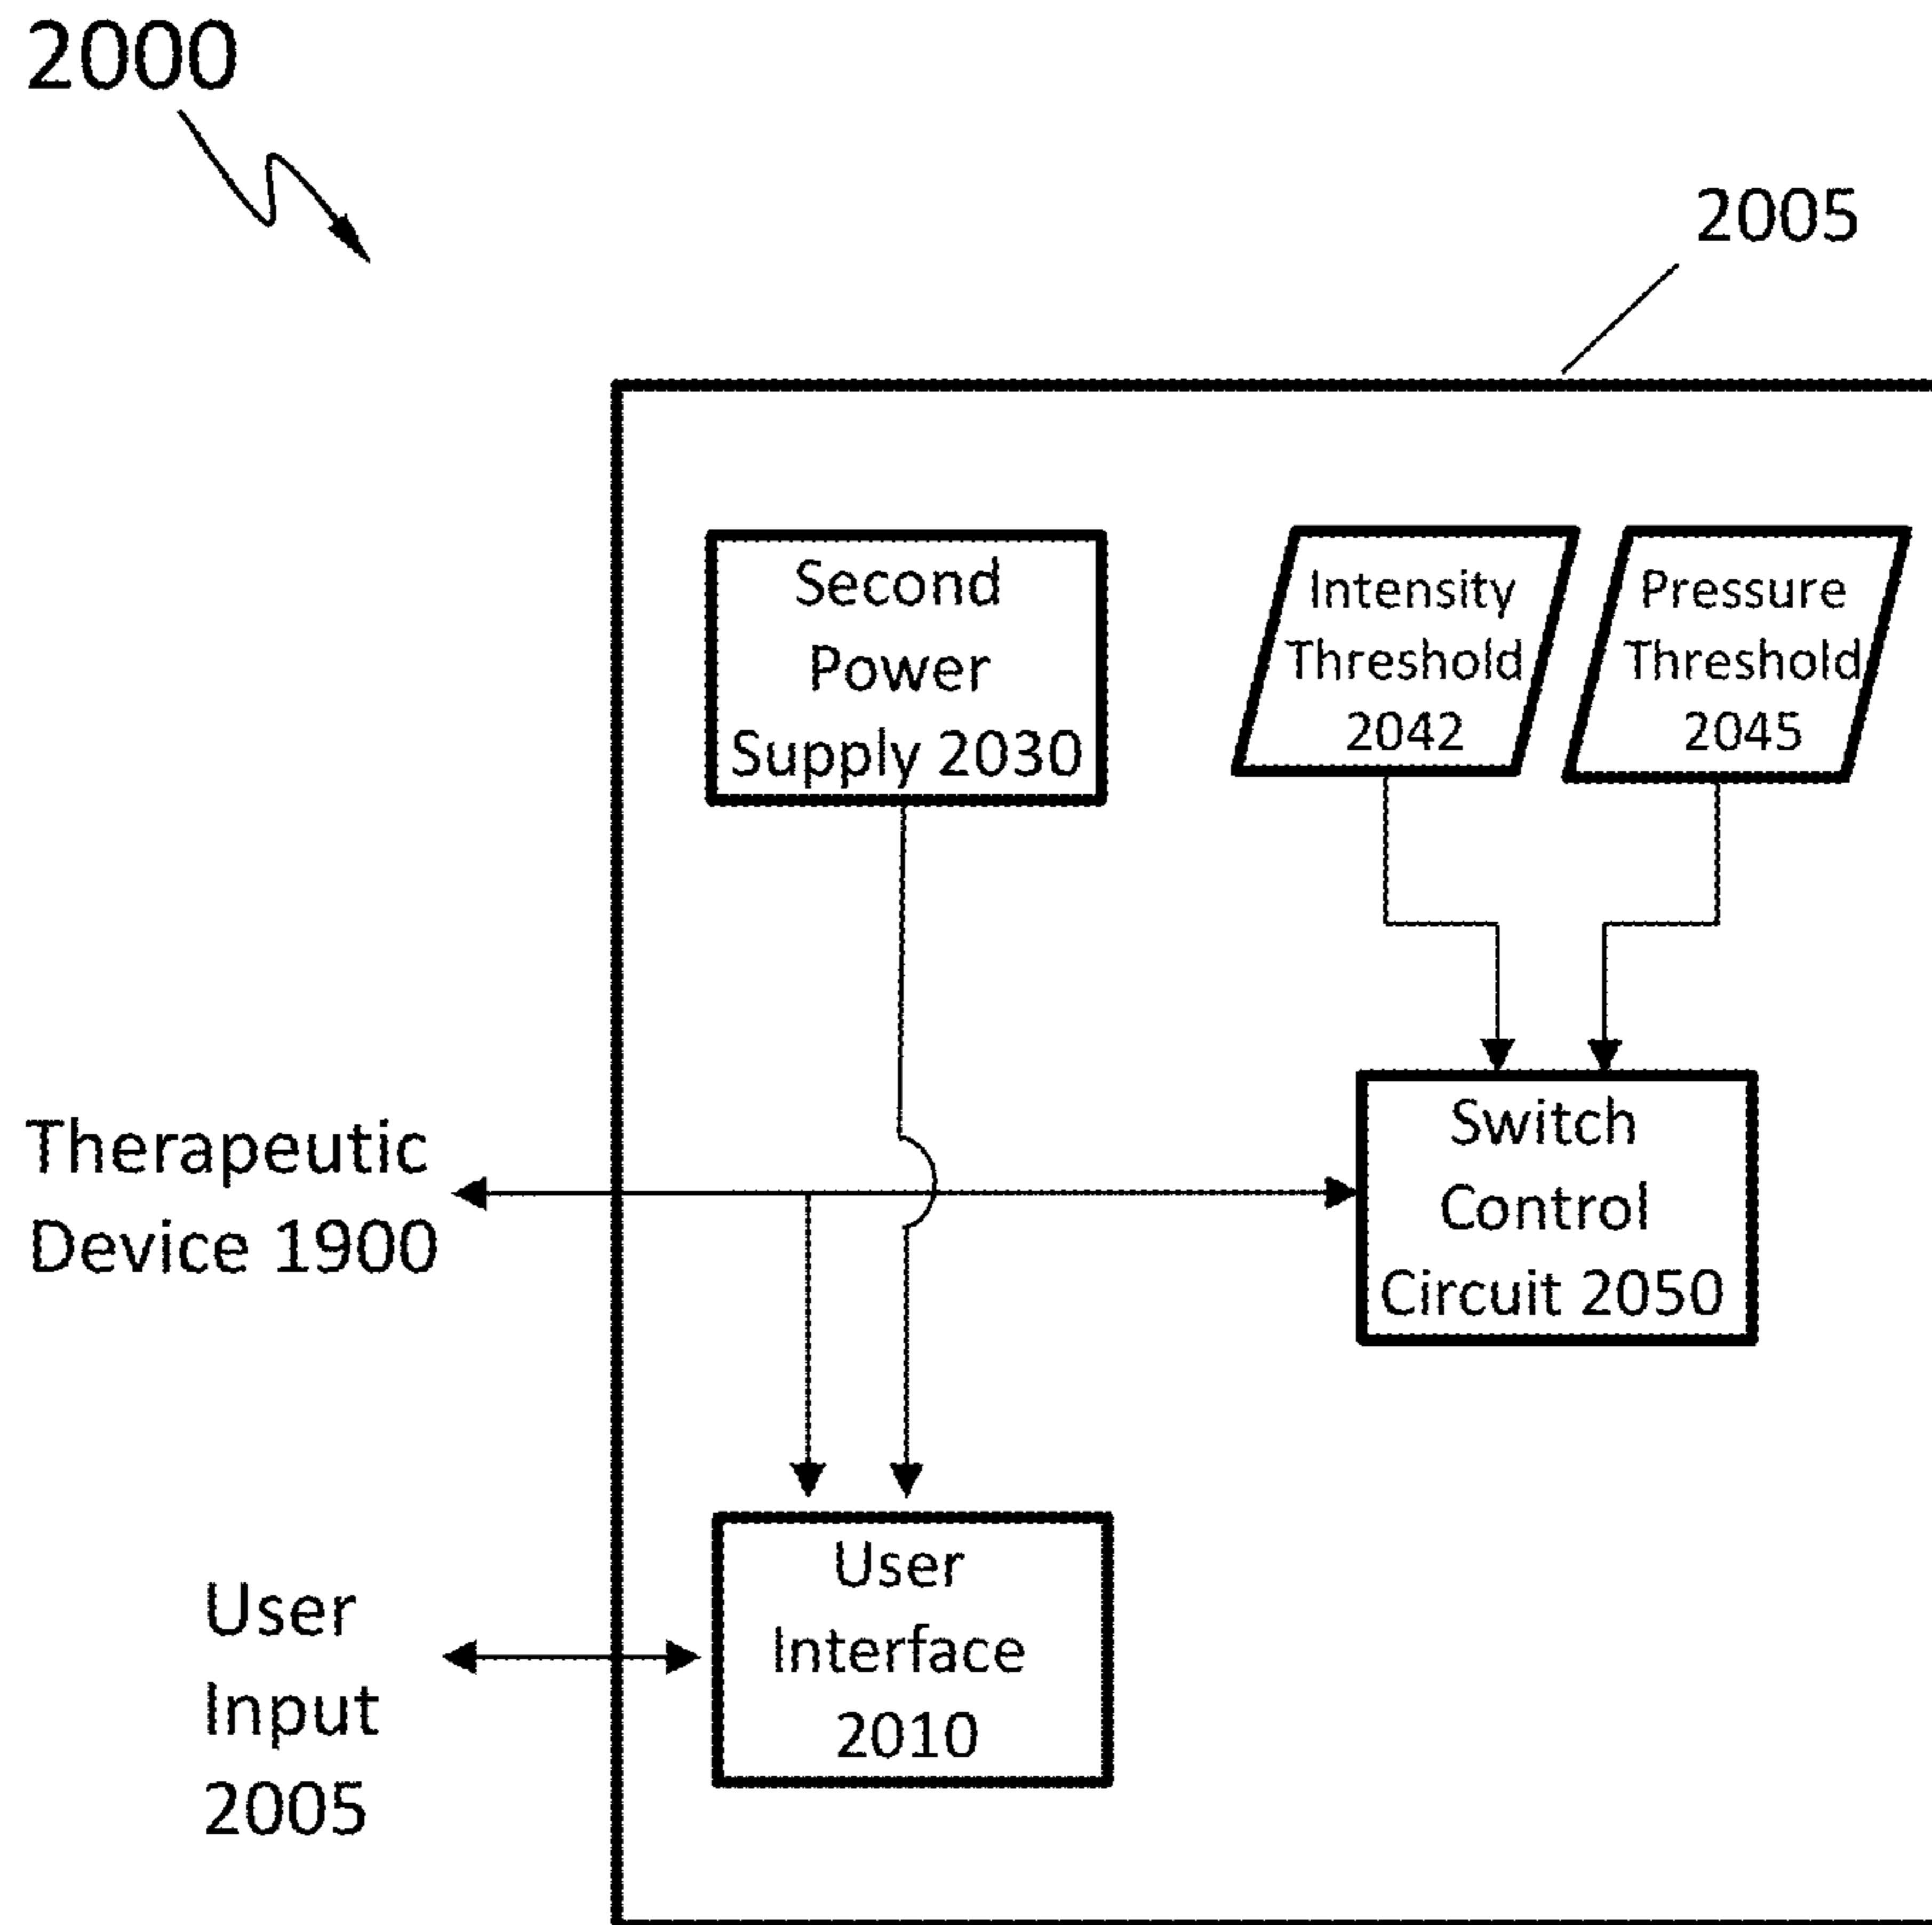 2000
2005
Second
Power
Supply 2030
Intensity
Threshold
2042
Pressure
Threshold
2045
Therapeutic
Device 1900
Switch
Control
Circuit 2050
User
Input
2005
User
Interface
2010